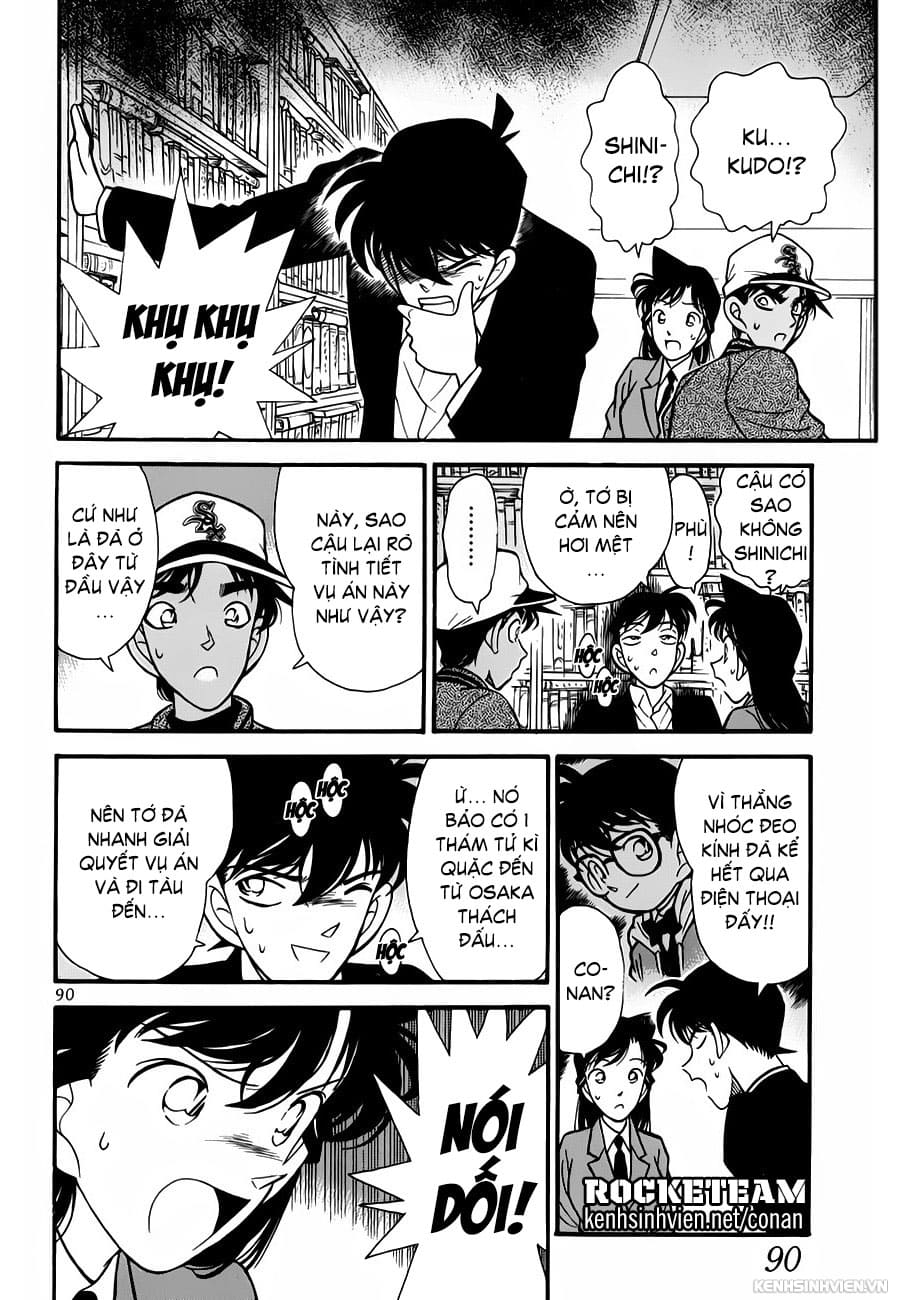 KU...
KUDO!?
SHINI-
CHI!?
KHỤ KHỤ
KHỤ!
CẬU CÓ
SAO
KHÔNG
SHINICHI
?
PHÙ
!
Ờ, TỚ BỊ
CẢM NÊN
HƠI MỆT
...
HỘC
HỘC
.........
NÀY, SAO
CẬU LẠI RÕ
TÌNH TIẾT
VỤ ÁN NÀY
NHƯ VẬY?
CỨ NHƯ
LÀ ĐÃ Ở
ĐÂY TỪ
ĐẦU VẬY
...
VÌ THẰNG
NHÓC ĐEO
KÍNH ĐÃ KỂ
HẾT QUA
ĐIỆN THOẠI
ĐẤY!!
CO-
NAN?
Ừ... NÓ
BẢO CÓ 1
THÁM TỬ KÌ
QUẶC ĐẾN
TỪ OSAKA
THÁCH
ĐẤU...
HỘC
HỘC
HỘC
NÊN TỚ ĐÃ
NHANH GIẢI
QUYẾT VỤ ÁN
VÀ ĐI TÀU
ĐẾN...
90
NÓI
DỐI!
ROCKETEAM
kenhsinhvien.net/conan
90
KENHSINHVIEN.VN